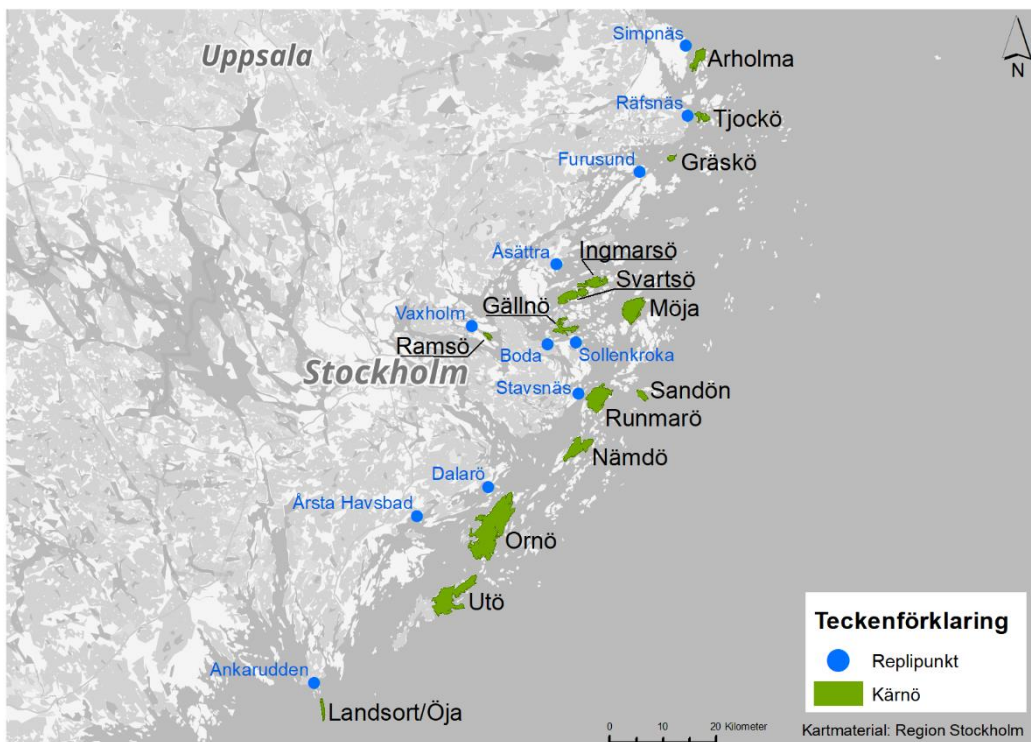 Simpnäs
Uppsala
Arholma
N
Räfsnäs
Tjockö
Furusund
Gräskö
Ingmarsö
Åsättra
Svartsö
Gällnö
Möja
Vaxholm
Ramsö
Boda
Sollenkroka
Stockholm
Stavsnäs
Sandön
Runmarö
Nämdö
Dalarö
Årsta Havsbad
Ornö
Utö
Teckenförklaring
Replipunkt
Kärnö
Ankarudden
Landsort/Öja
0 5 10 20 Kilometer
Kartmaterial: Region Stockholm